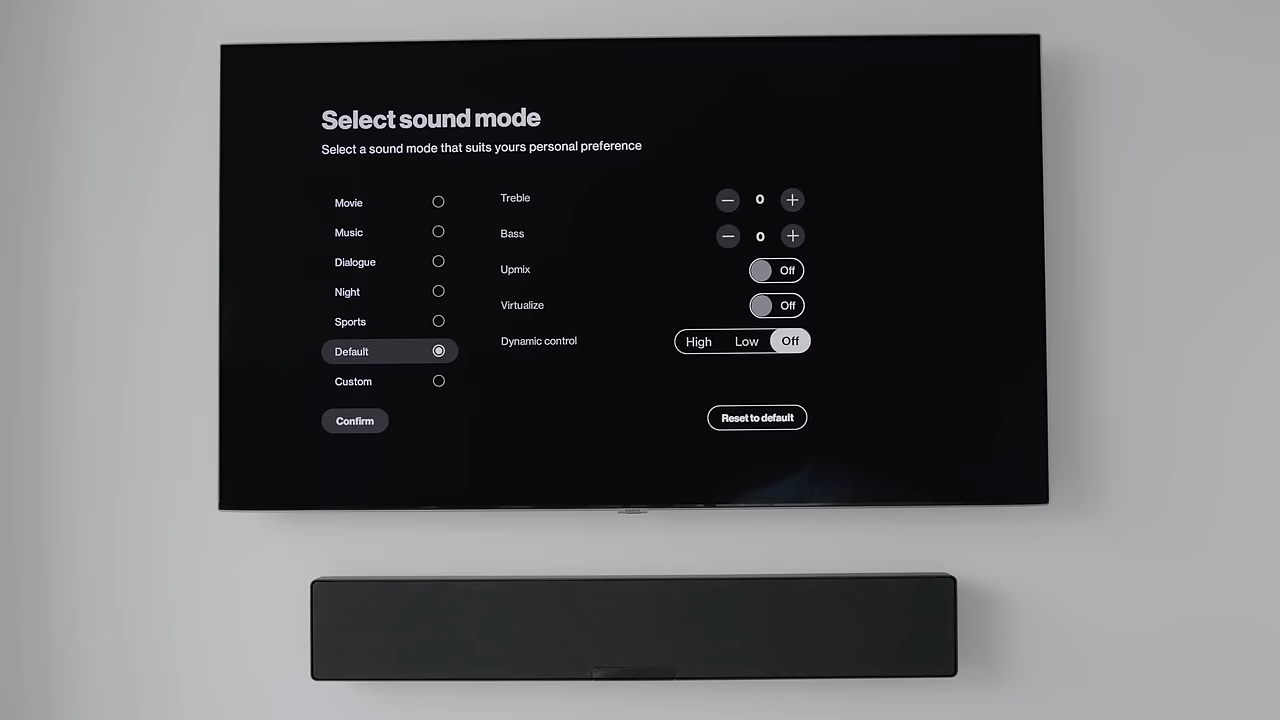 Select sound mode
Select a sound mode that suits yours personal preference
Movie
Music
Dialogue
Night
Sports
Default
Custom
Confirm
Treble 0
Bass 0
Upmix Off
Virtualize Off
Dynamic control High Low Off
Reset to default